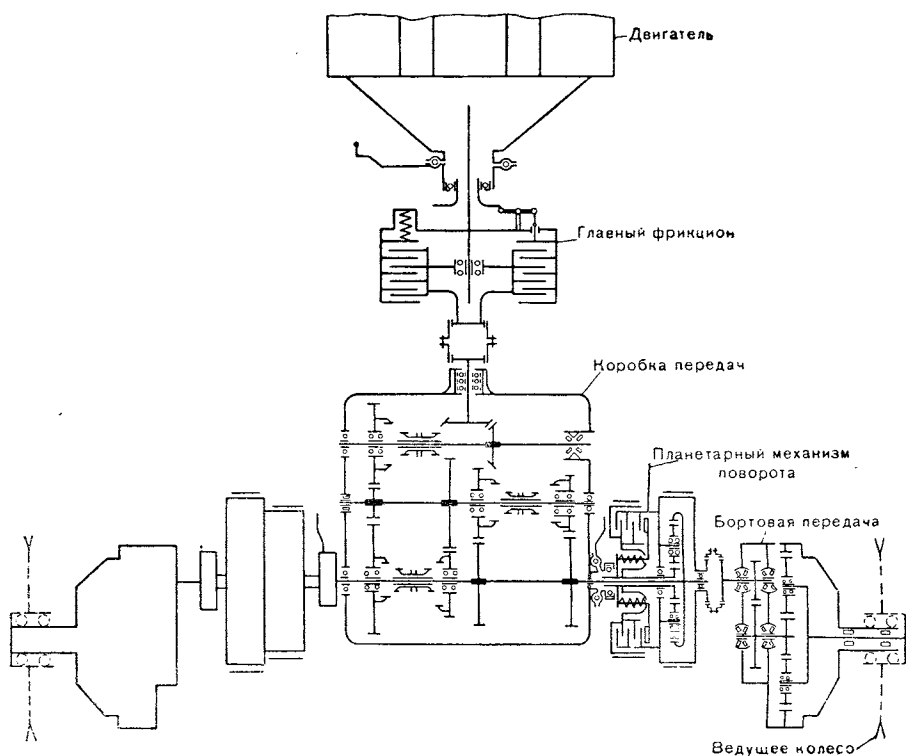 Двигатель
Главный фрикцион
Коробка передач
Планетарный механизм
поворота
Бортовая передача
Ведущее колесо